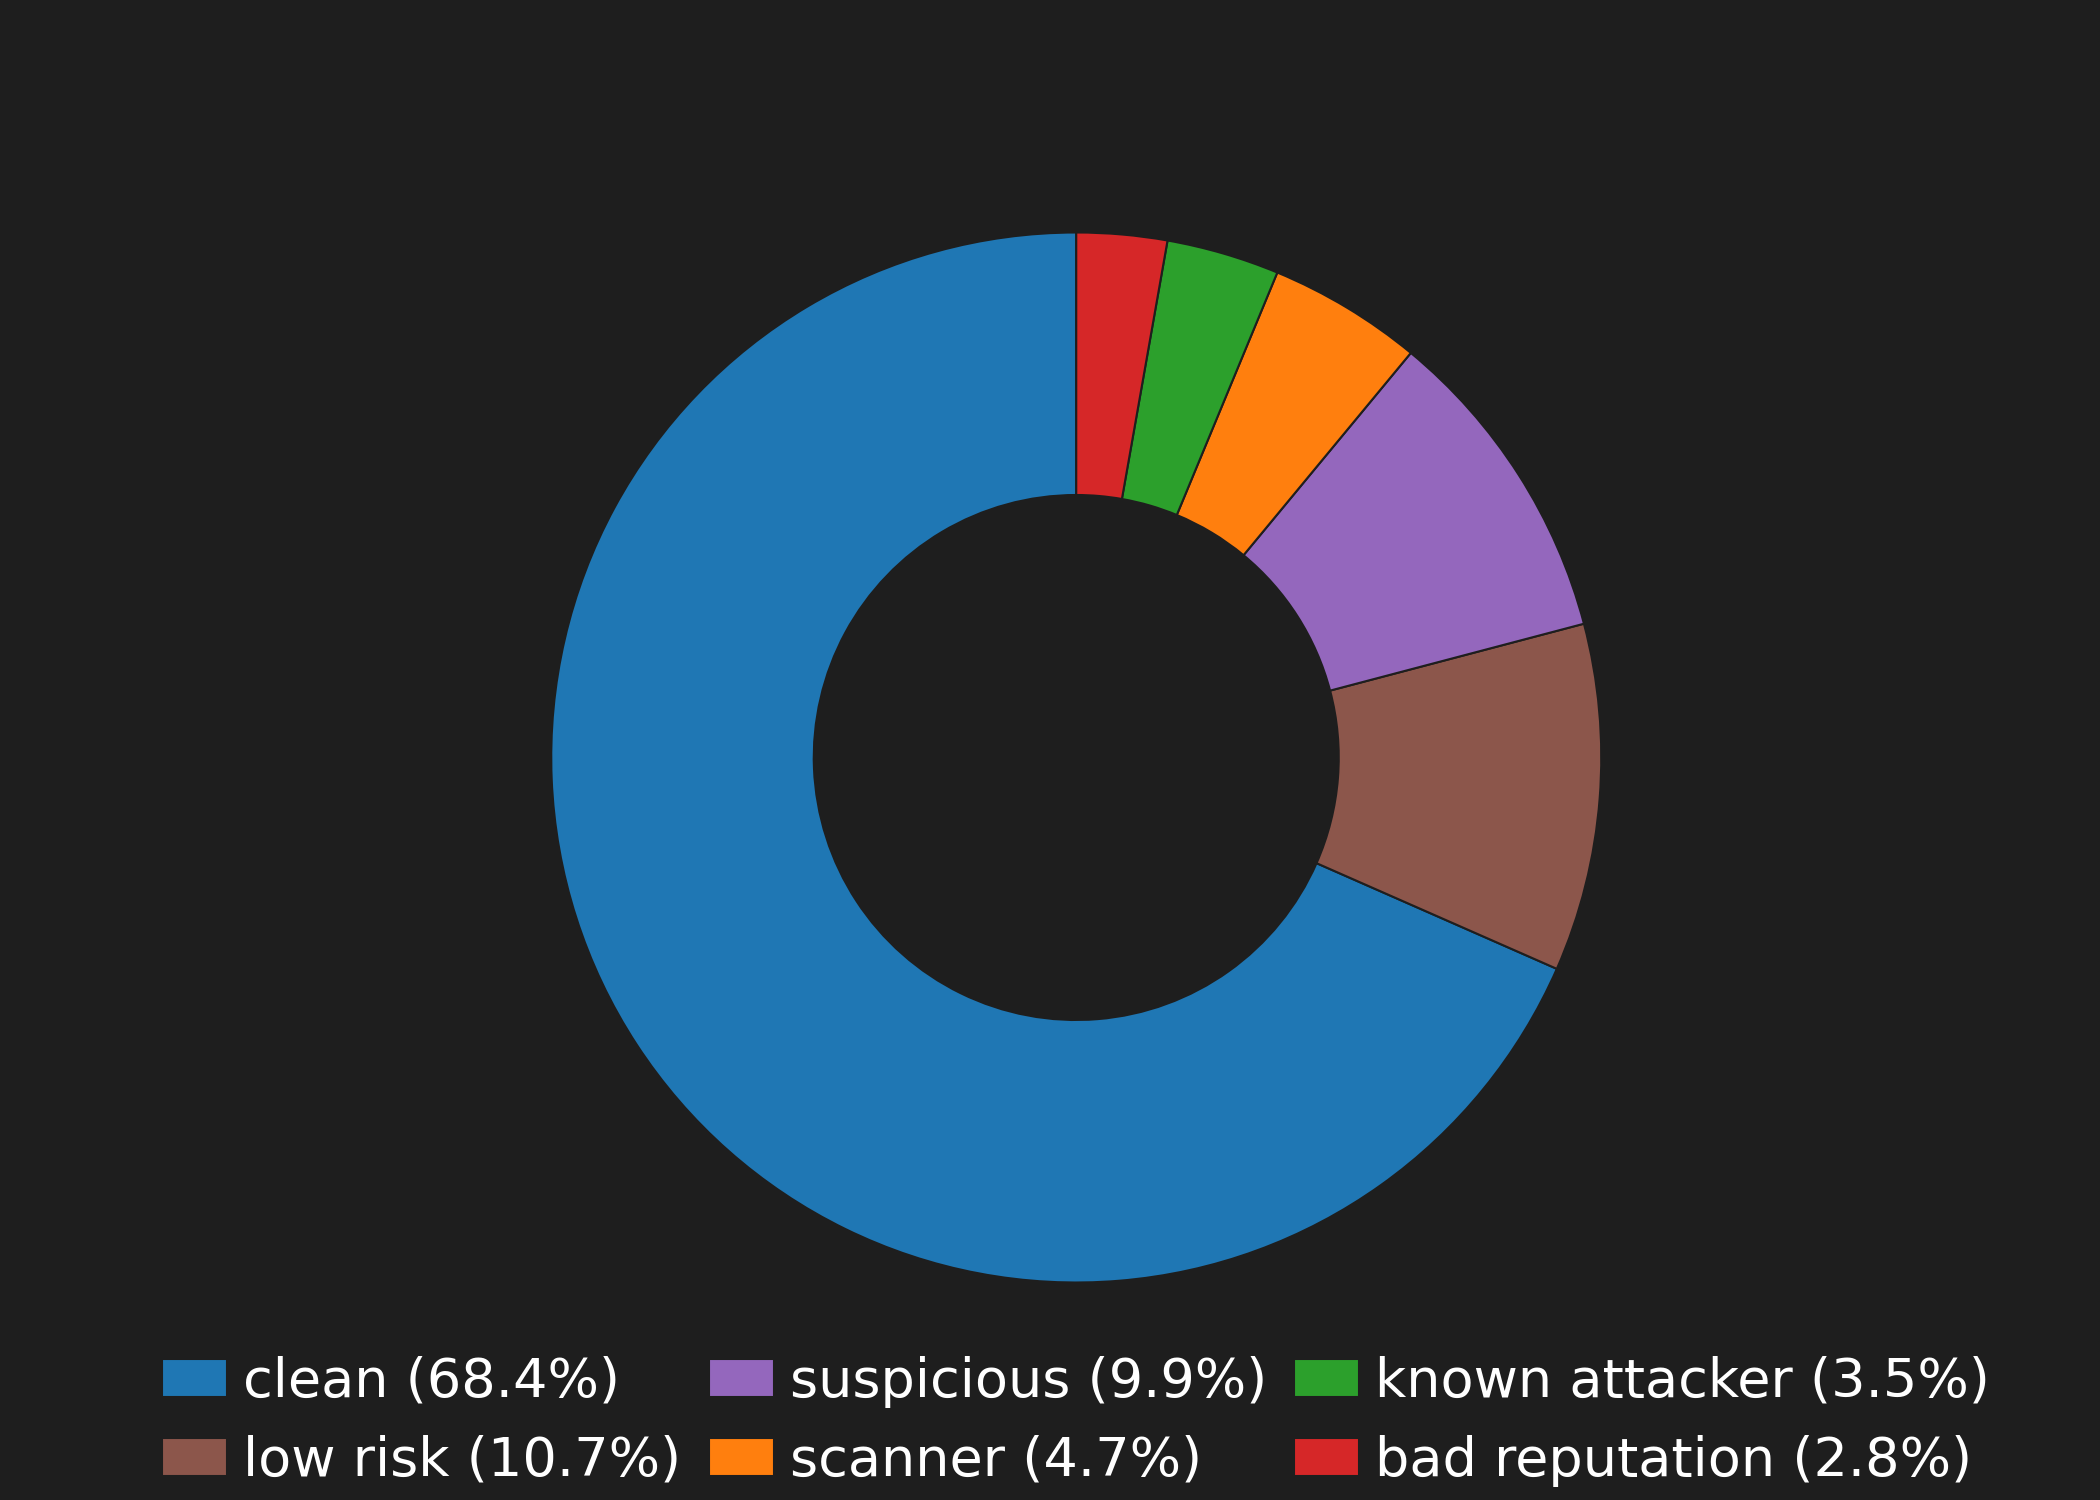 clean (68.4%)
low risk (10.7%)
suspicious (9.9%)
scanner (4.7%)
known attacker (3.5%)
bad reputation (2.8%)